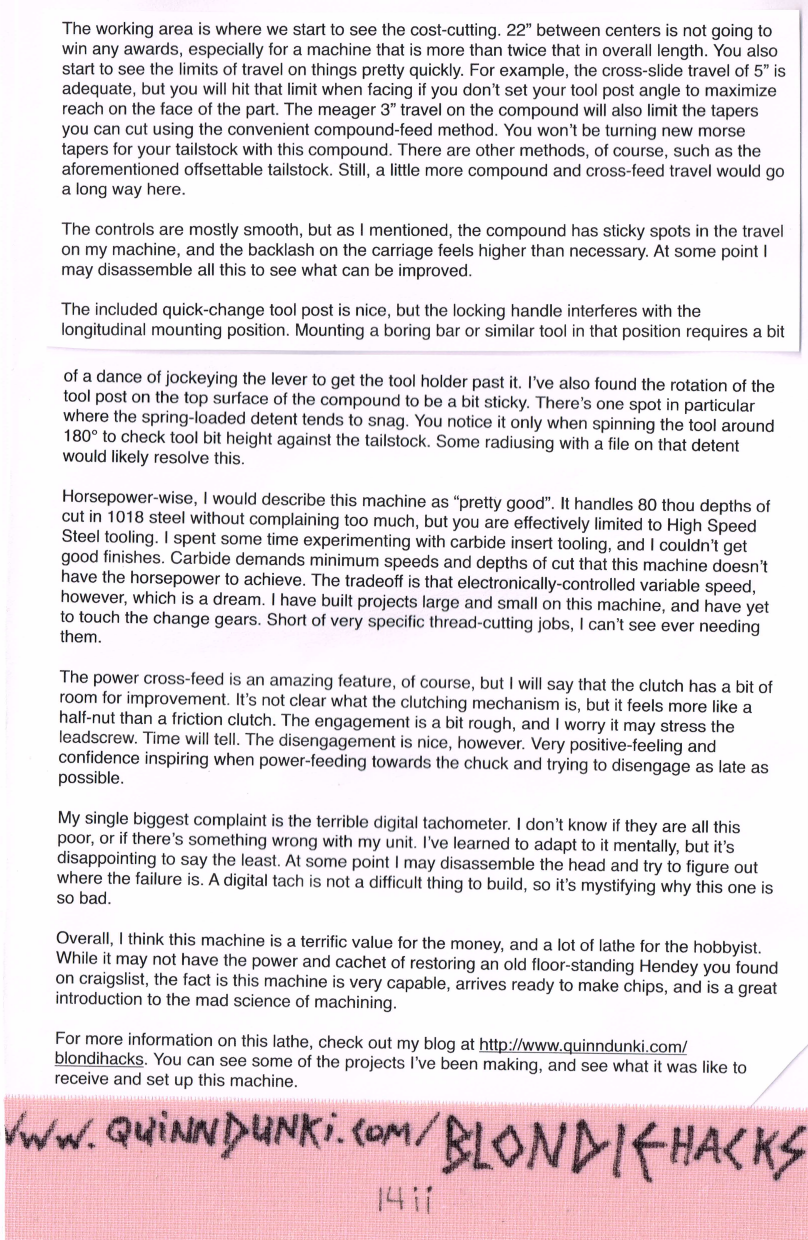 The working area is where we start to see the cost-cutting. 22” between centers is not going to
win any awards, especially for a machine that is more than twice that in overall length. You also
start to see the limits of travel on things pretty quickly. For example, the cross-slide travel of 5” is
adequate, but you will hit that limit when facing if you don’t set your tool post angle to maximize
reach on the face of the part. The meager 3” travel on the compound will also limit the tapers
you can cut using the convenient compound-feed method. You won’t be turning new morse
tapers for your tailstock with this compound. There are other methods, of course, such as the
aforementioned offsettable tailstock. Still, a little more compound and cross-feed travel would go
a long way here.
The controls are mostly smooth, but as I mentioned, the compound has sticky spots in the travel
on my machine, and the backlash on the carriage feels higher than necessary. At some point I
may disassemble all this to see what can be improved.
The included quick-change tool post is nice, but the locking handle interferes with the
longitudinal mounting position. Mounting a boring bar or similar tool in that position requires a bit
of a dance of jockeying the lever to get the tool holder past it. I’ve also found the rotation of the
tool post on the top surface of the compound to be a bit sticky. There’s one spot in particular
where the spring-loaded detent tends to snag. You notice it only when spinning the tool around
180° to check tool bit height against the tailstock. Some radiusing with a file on that detent
would likely resolve this.
Horsepower-wise, I would describe this machine as “pretty good”. It handles 80 thou depths of
cut in 1018 steel without complaining too much, but you are effectively limited to High Speed
Steel tooling. I spent some time experimenting with carbide insert tooling, and I couldn’t get
good finishes. Carbide demands minimum speeds and depths of cut that this machine doesn’t
have the horsepower to achieve. The tradeoff is that electronically-controlled variable speed,
however, which is a dream. I have built projects large and small on this machine, and have yet
to touch the change gears. Short of very specific thread-cutting jobs, I can’t see ever needing
them.
The power cross-feed is an amazing feature, of course, but I will say that the clutch has a bit of
room for improvement. It’s not clear what the clutching mechanism is, but it feels more like a
half-nut than a friction clutch. The engagement is a bit rough, and I worry it may stress the
leadscrew. Time will tell. The disengagement is nice, however. Very positive-feeling and
confidence inspiring when power-feeding towards the chuck and trying to disengage as late as
possible.
My single biggest complaint is the terrible digital tachometer. I don’t know if they are all this
poor, or if there’s something wrong with my unit. I’ve learned to adapt to it mentally, but it’s
disappointing to say the least. At some point I may disassemble the head and try to figure out
where the failure is. A digital tach is not a difficult thing to build, so it’s mystifying why this one is
so bad.
Overall, I think this machine is a terrific value for the money, and a lot of lathe for the hobbyist.
While it may not have the power and cachet of restoring an old floor-standing Hendey you found
on craigslist, the fact is this machine is very capable, arrives ready to make chips, and is a great
introduction to the mad science of machining.
For more information on this lathe, check out my blog at http://www.quinndunki.com/
blondihacks. You can see some of the projects I’ve been making, and see what it was like to
receive and set up this machine.
www.QUiNNDUNKi.COM/BLONDIEHACKS
14ii